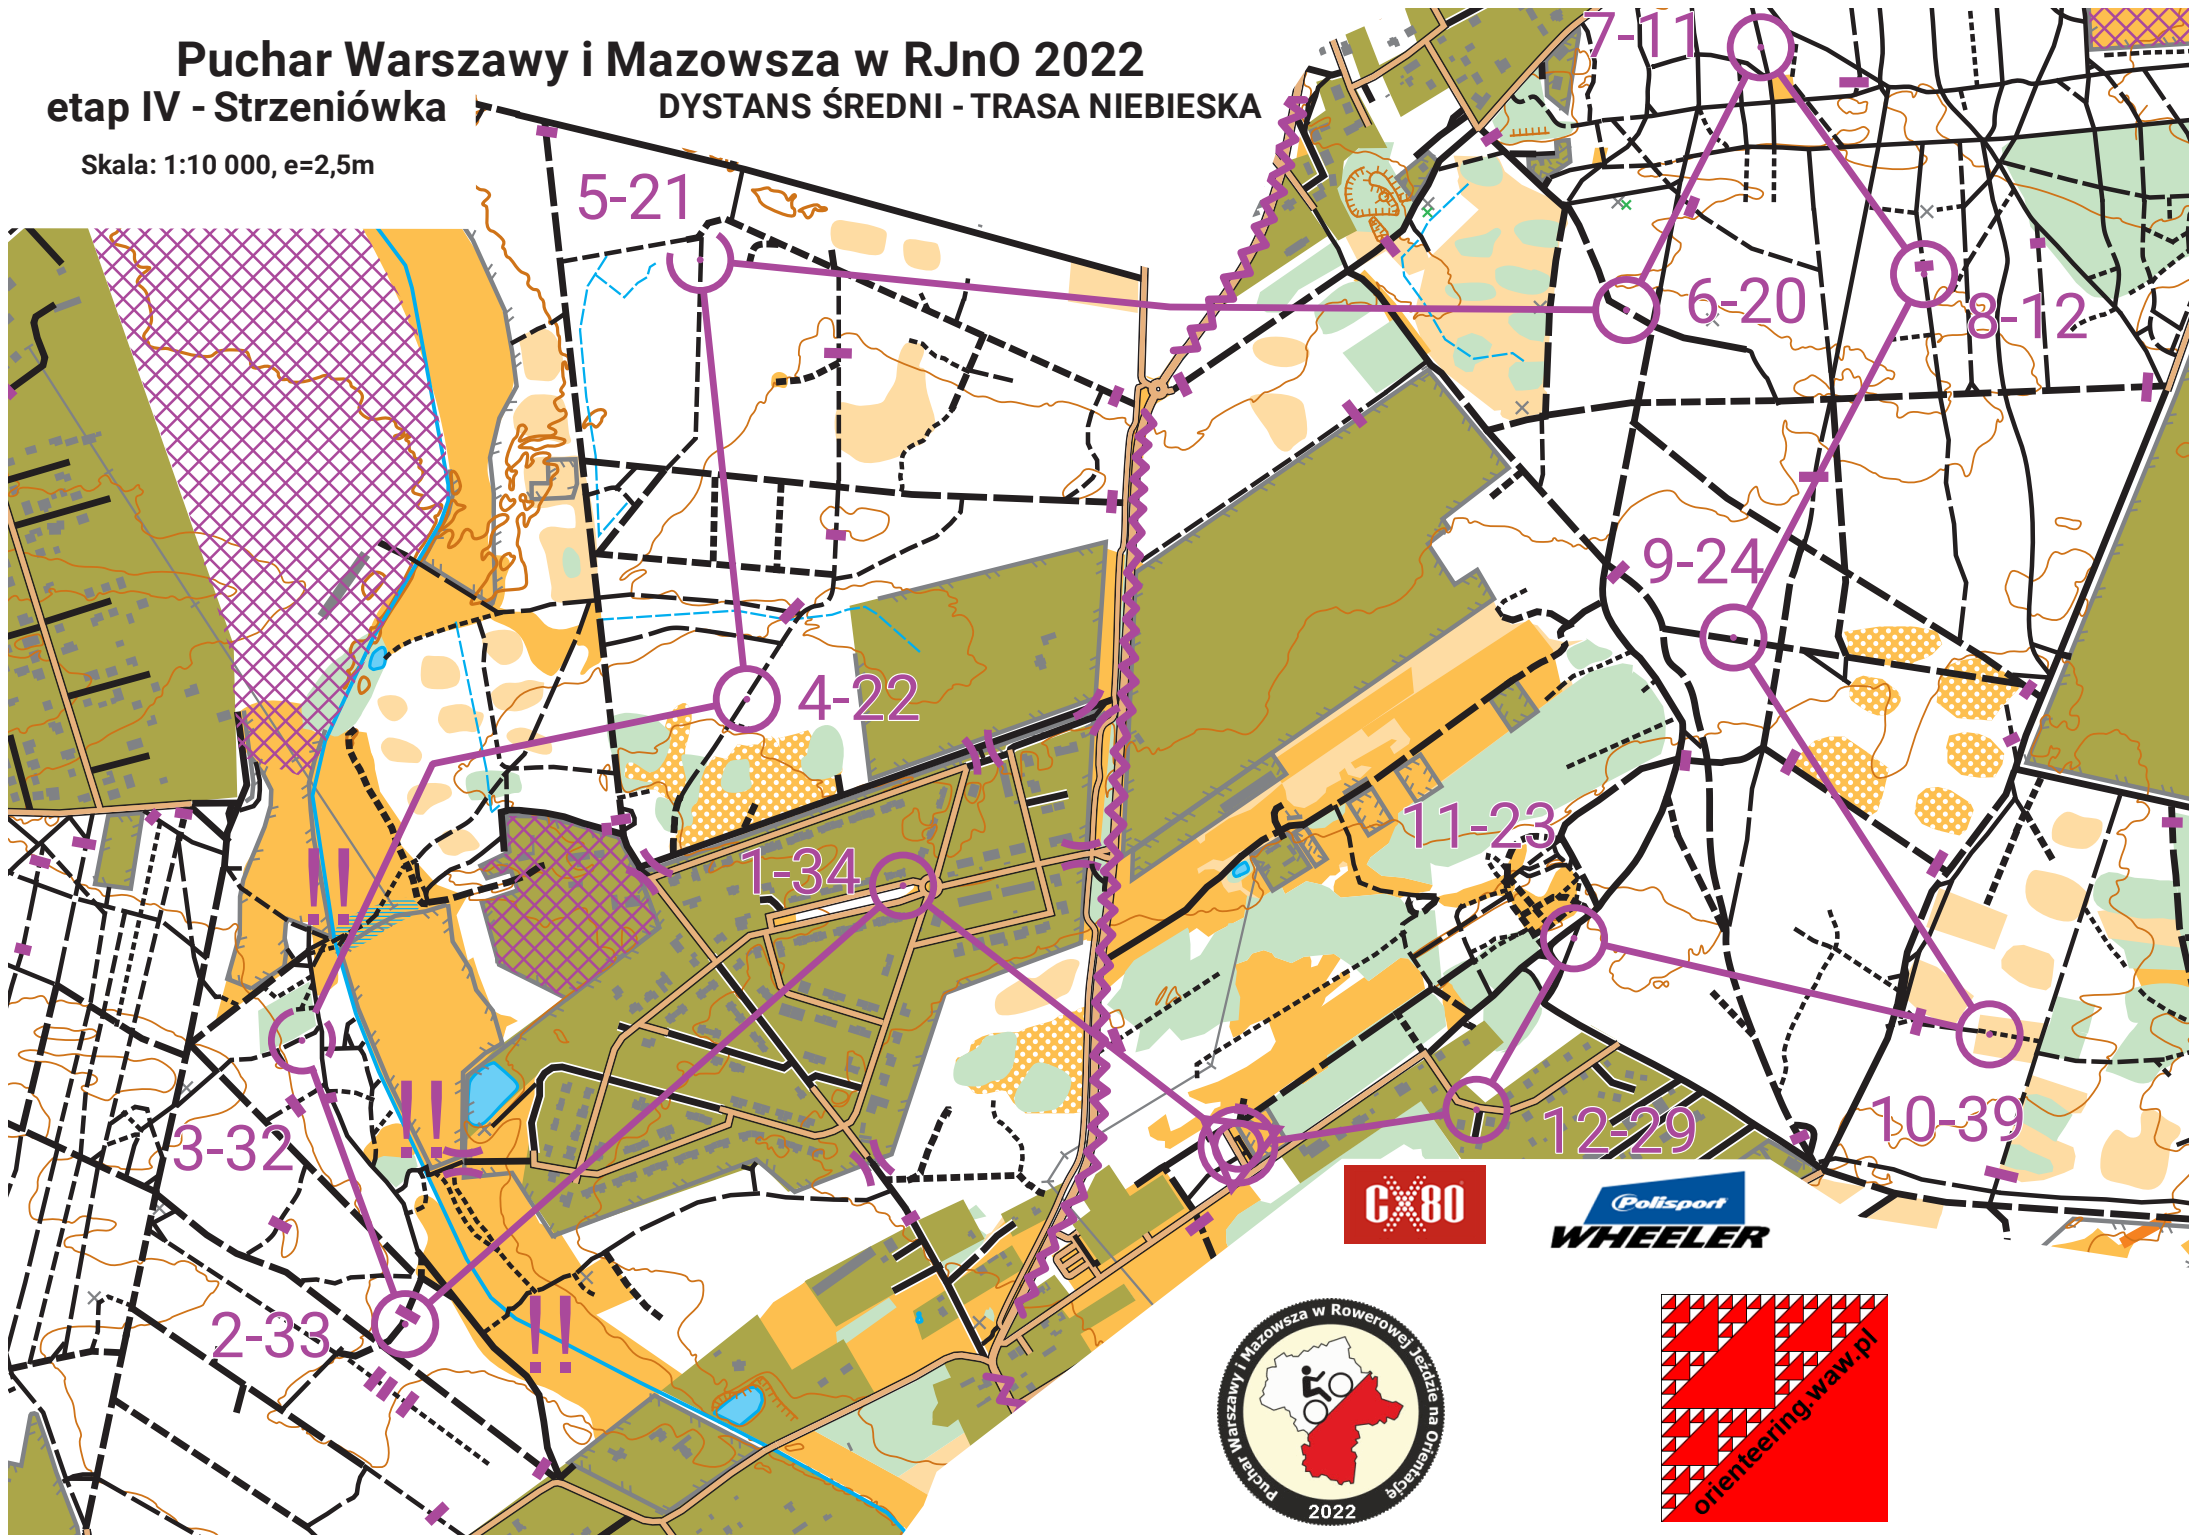 Puchar Warszawy i Mazowsza w RJnO 2022
etap IV - Strzeniówka
DYSTANS ŚREDNI - TRASA NIEBIESKA
Skala: 1:10 000, e=2,5m
7-11
5-21
6-20
8-12
9-24
4-22
11-23
1-34
!!
!!
3-32
10-39
12-29
2-33
!!
CX80
Polisport
WHEELER
Puchar Warszawy i Mazowsza w Rowerowej Jeździe na Orientację
2022
orienteering.waw.pl